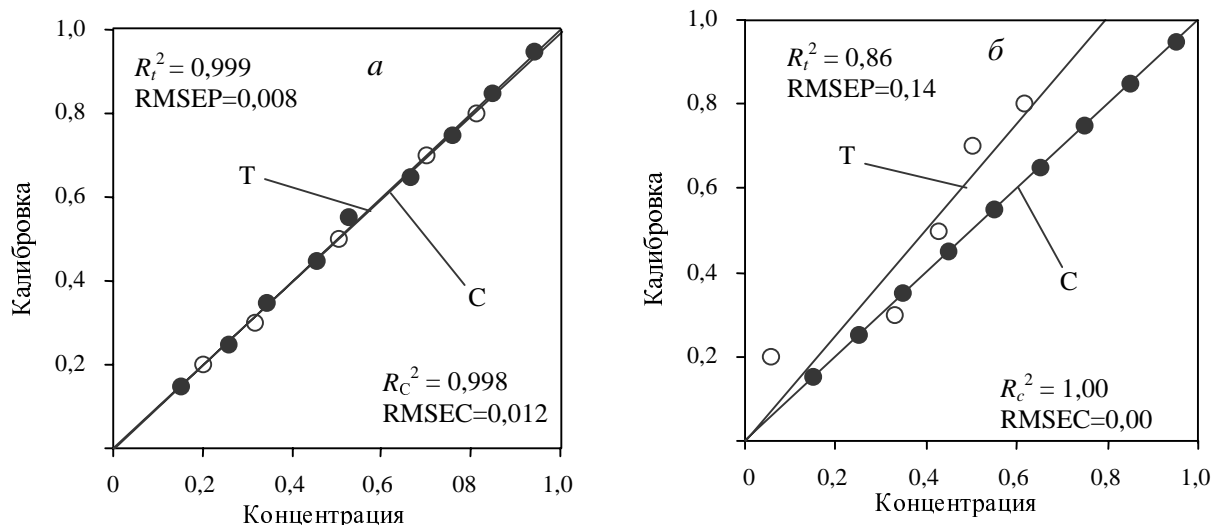 1,0
0,8
0,6
0,4
0,2
Калибровка
R_t^2 = 0,999
RMSEP=0,008
а
T
C
R_C^2 = 0,998
RMSEC=0,012
0 0,2 0,4 0,6 08 1,0
Концентрация
1,0
0,8
0,6
0,4
0,2
Калибровка
R_t^2 = 0,86
RMSEP=0,14
б
T
C
R_c^2 = 1,00
RMSEC=0,00
0 0,2 0,4 0,6 0,8 1,0
Концентрация